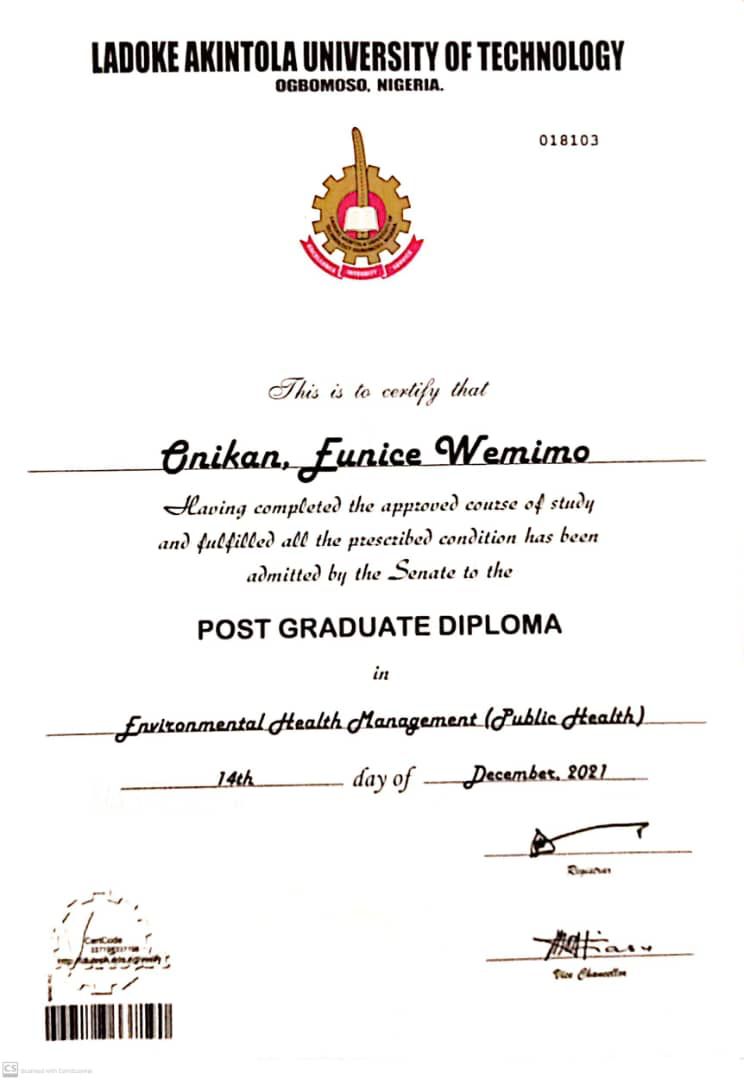 LADOKE AKINTOLA UNIVERSITY OF TECHNOLOGY
OGBOMOSO, NIGERIA.
018103
EXCELLENCE INTEGRITY SERVICE
This is to certify that
Onikan, Eunice Wemimo
Having completed the approved course of study
and fulfilled all the prescribed condition has been
admitted by the Senate to the
POST GRADUATE DIPLOMA
in
Environmental Health Management (Public Health)
14th day of December, 2021
Registrar
Vice Chancellor
CertCode
CS Scanned with CamScanner